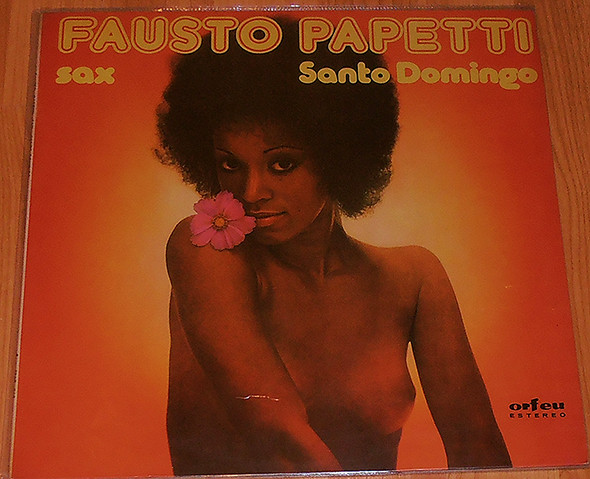 FAUSTO PAPETTI
sax
Santo Domingo
orfeu
ESTEREO